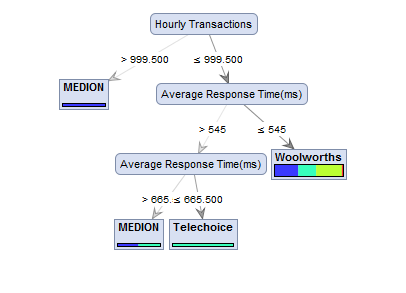 Hourly Transactions
> 999.500
≤ 999.500
MEDION
Average Response Time(ms)
> 545
≤ 545
Average Response Time(ms)
Woolworths
> 665.
≤ 665.500
MEDION
Telechoice